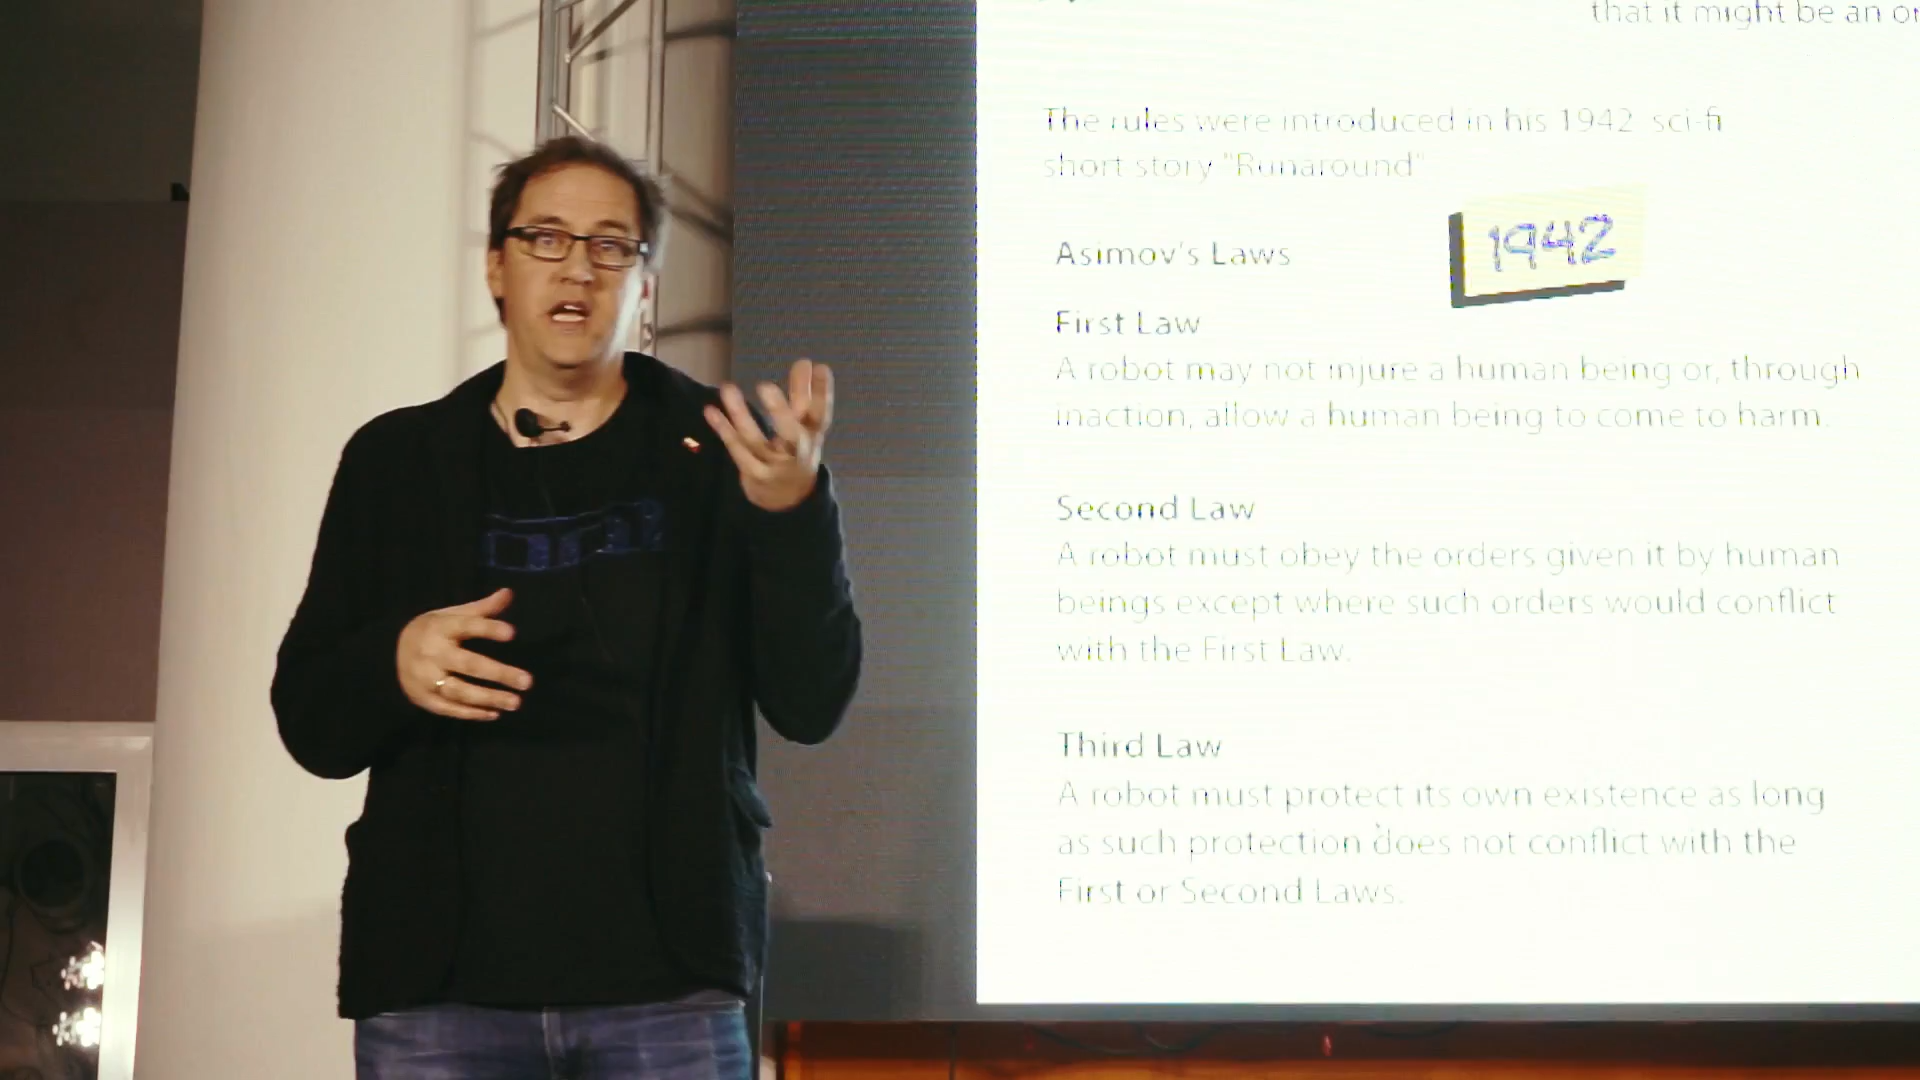 that it might be an
The rules were introduced in his 1942 sci-fi
short story "Runaround"
1942
Asimov's Laws
First Law
A robot may not injure a human being or, through
inaction, allow a human being to come to harm.
Second Law
A robot must obey the orders given it by human
beings except where such orders would conflict
with the First Law.
Third Law
A robot must protect its own existence as long
as such protection does not conflict with the
First or Second Laws.